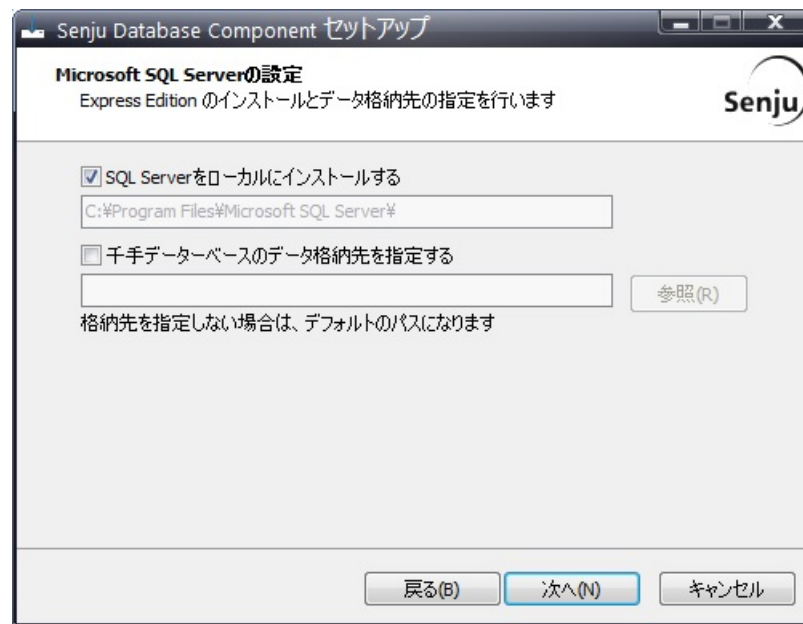 Senju Database Component セットアップ
Microsoft SQL Serverの設定
Express Edition のインストールとデータ格納先の指定を行います
Senju
SQL Serverをローカルにインストールする
C:¥Program Files¥Microsoft SQL Server¥
千手データーベースのデータ格納先を指定する
参照(R)
格納先を指定しない場合は、デフォルトのパスになります
戻る(B)
次へ(N)
キャンセル